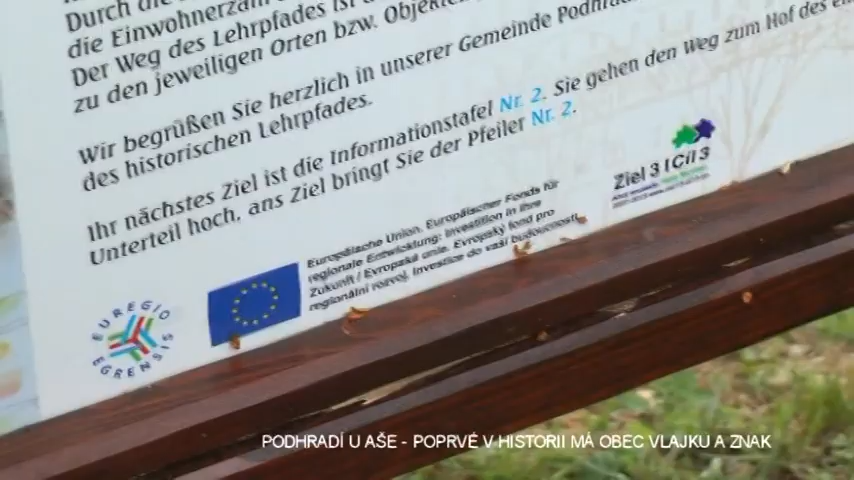 Durch die
die Einwohnerzahl
Der Weg des Lehrpfades ist
zu den jeweiligen Orten bzw. Objekten
Wir begrüßen Sie herzlich in unserer Gemeinde Podhradí
des historischen Lehrpfades.
Ihr nächstes Ziel ist die Informationstafel Nr. 2. Sie gehen den Weg zum Hof des
Unterteil hoch, ans Ziel bringt Sie der Pfeiler Nr. 2.
EUREGIO
EGRENSIS
Europäische Union. Europäischer Fonds für
regionale Entwicklung: Investition in Ihre
Zukunft / Evropská unie. Evropský fond pro
regionální rozvoj. Investice do vaší budoucnosti
Ziel 3 | Cíl 3
PODHRADÍ U AŠE - POPRVÉ V HISTORII MÁ OBEC VLAJKU A ZNAK